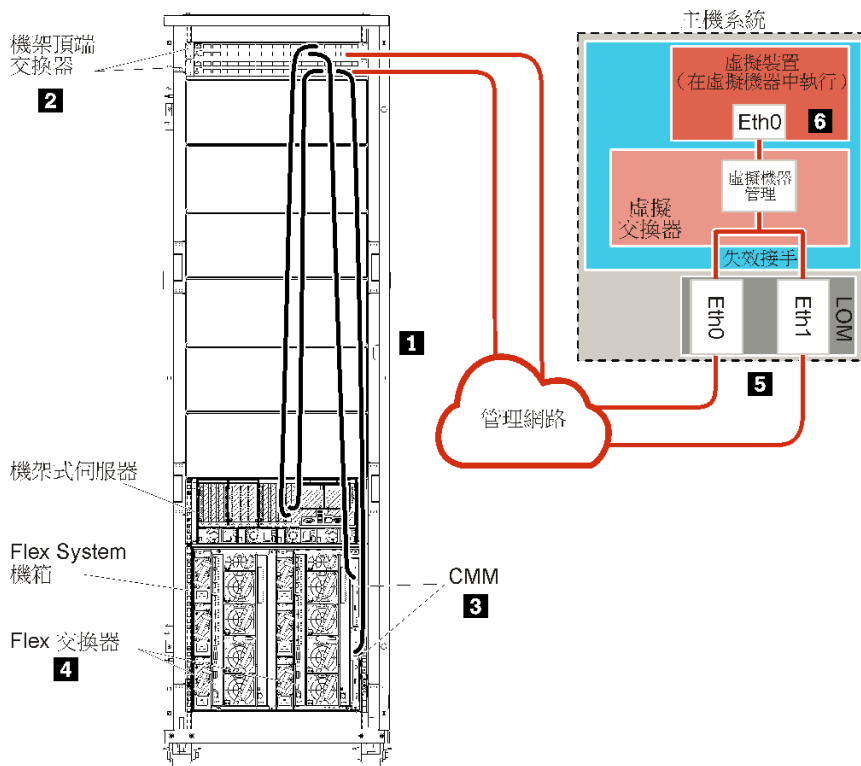 機架頂端
交換器
2
主機系統
虛擬裝置
(在虛擬機器中執行)
Eth0
6
虛擬機器
管理
虛擬
交換器
失效接手
Eth0
Eth1
LOM
5
1
管理網路
機架式伺服器
Flex System
機箱
CMM
3
Flex 交換器
4